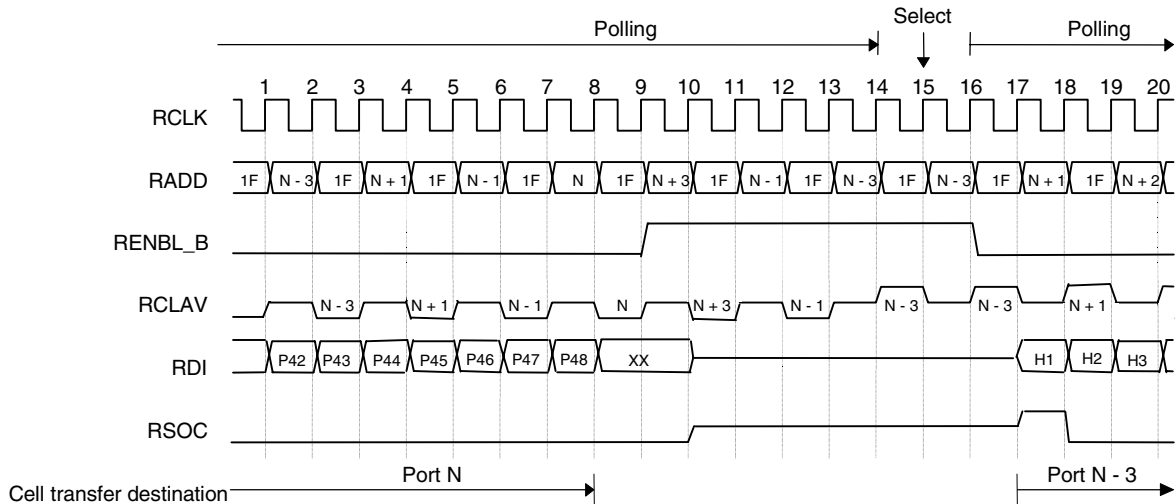 Select
Polling Polling
1 2 3 4 5 6 7 8 9 10 11 12 13 14 15 16 17 18 19 20
RCLK
RADD 1F N - 3 1F N + 1 1F N - 1 1F N 1F N + 3 1F N - 1 1F N - 3 1F N - 3 1F N + 1 1F N + 2
RENBL_B
RCLAV N - 3 N + 1 N - 1 N N + 3 N - 1 N - 3 N - 3 N + 1
RDI P42 P43 P44 P45 P46 P47 P48 XX H1 H2 H3
RSOC
Cell transfer destination Port N Port N - 3